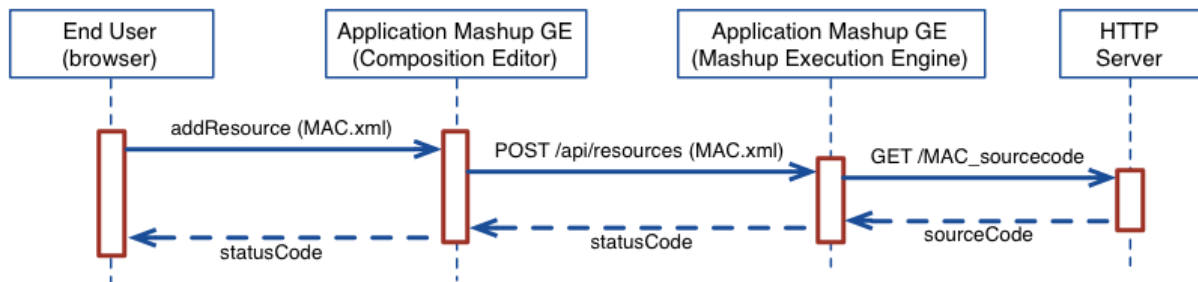 End User
(browser)
Application Mashup GE
(Composition Editor)
Application Mashup GE
(Mashup Execution Engine)
HTTP
Server
addResource (MAC.xml)
POST /api/resources (MAC.xml)
GET /MAC_sourcecode
statusCode
statusCode
sourceCode